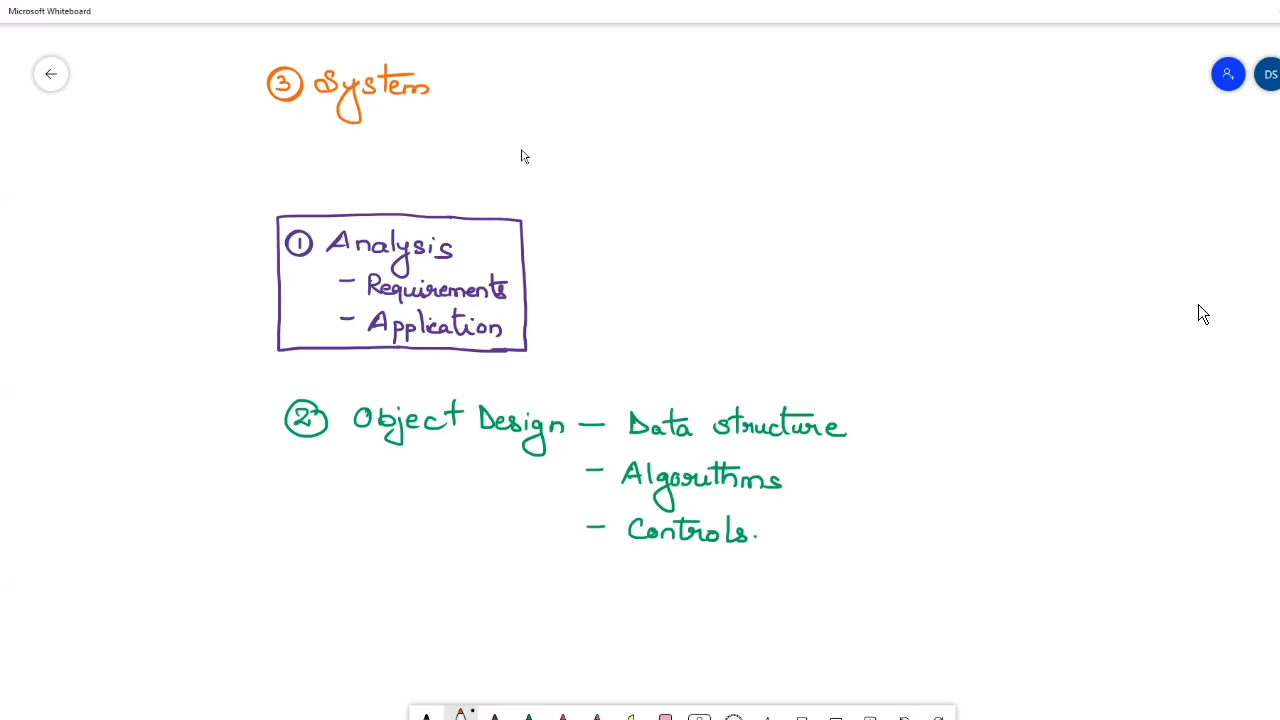 Microsoft Whiteboard
DS
③ System
① Analysis
- Requirements
- Application
② Object Design - Data structure
- Algorithms
- Controls.